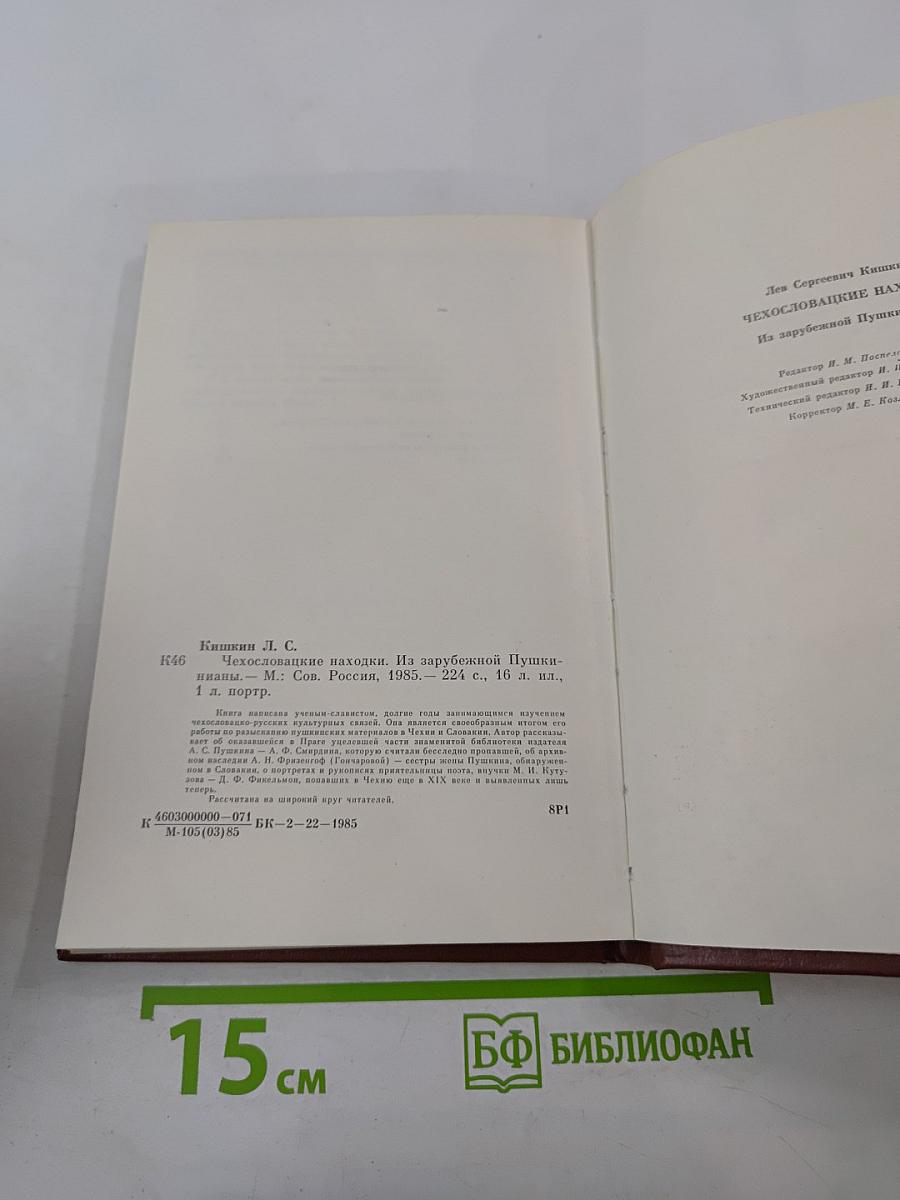 Кишкин Л. С.
К46 Чехословацкие находки. Из зарубежной Пушки-
нианы.— М.: Сов. Россия, 1985.— 224 с., 16 л. ил.,
1 л. портр.
Книга написана ученым-славистом, долгие годы занимающимся изучением
чехословацко-русских культурных связей. Она является своеобразным итогом его
работы по разысканию пушкинских материалов в Чехии и Словакии. Автор рассказы-
вает об оказавшейся в Праге уцелевшей части знаменитой библиотеки издателя
А. С. Пушкина — А. Ф. Смирдина, которую считали бесследно пропавшей, об архив-
ном наследии А. Н. Фризенгоф (Гончаровой) — сестры жены Пушкина, обнаружен-
ном в Словакии, о портретах и рукописях приятельницы поэта, внучки М. И. Куту-
зова — Д. Ф. Фикельмон, попавших в Чехию еще в XIX веке и выявленных лишь
теперь.
Рассчитана на широкий круг читателей.
8Р1
К 4603000000—071 БК—2—22—1985
М-105(03)85
Лев Сергеевич Кишки
ЧЕХОСЛОВАЦКИЕ НАХ
Из зарубежной Пушки
Редактор И. М. Поспел
Художественный редактор И.
Технический редактор И. И.
Корректор М. Е. Коз
15 см
БФ БИБЛИОФАН